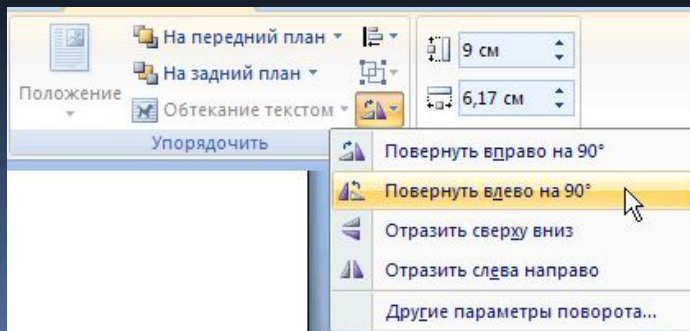 На передний план
На задний план
Положение
Обтекание текстом
Упорядочить
9 см
6,17 см
Повернуть вправо на 90°
Повернуть влево на 90°
Отразить сверху вниз
Отразить слева направо
Другие параметры поворота...